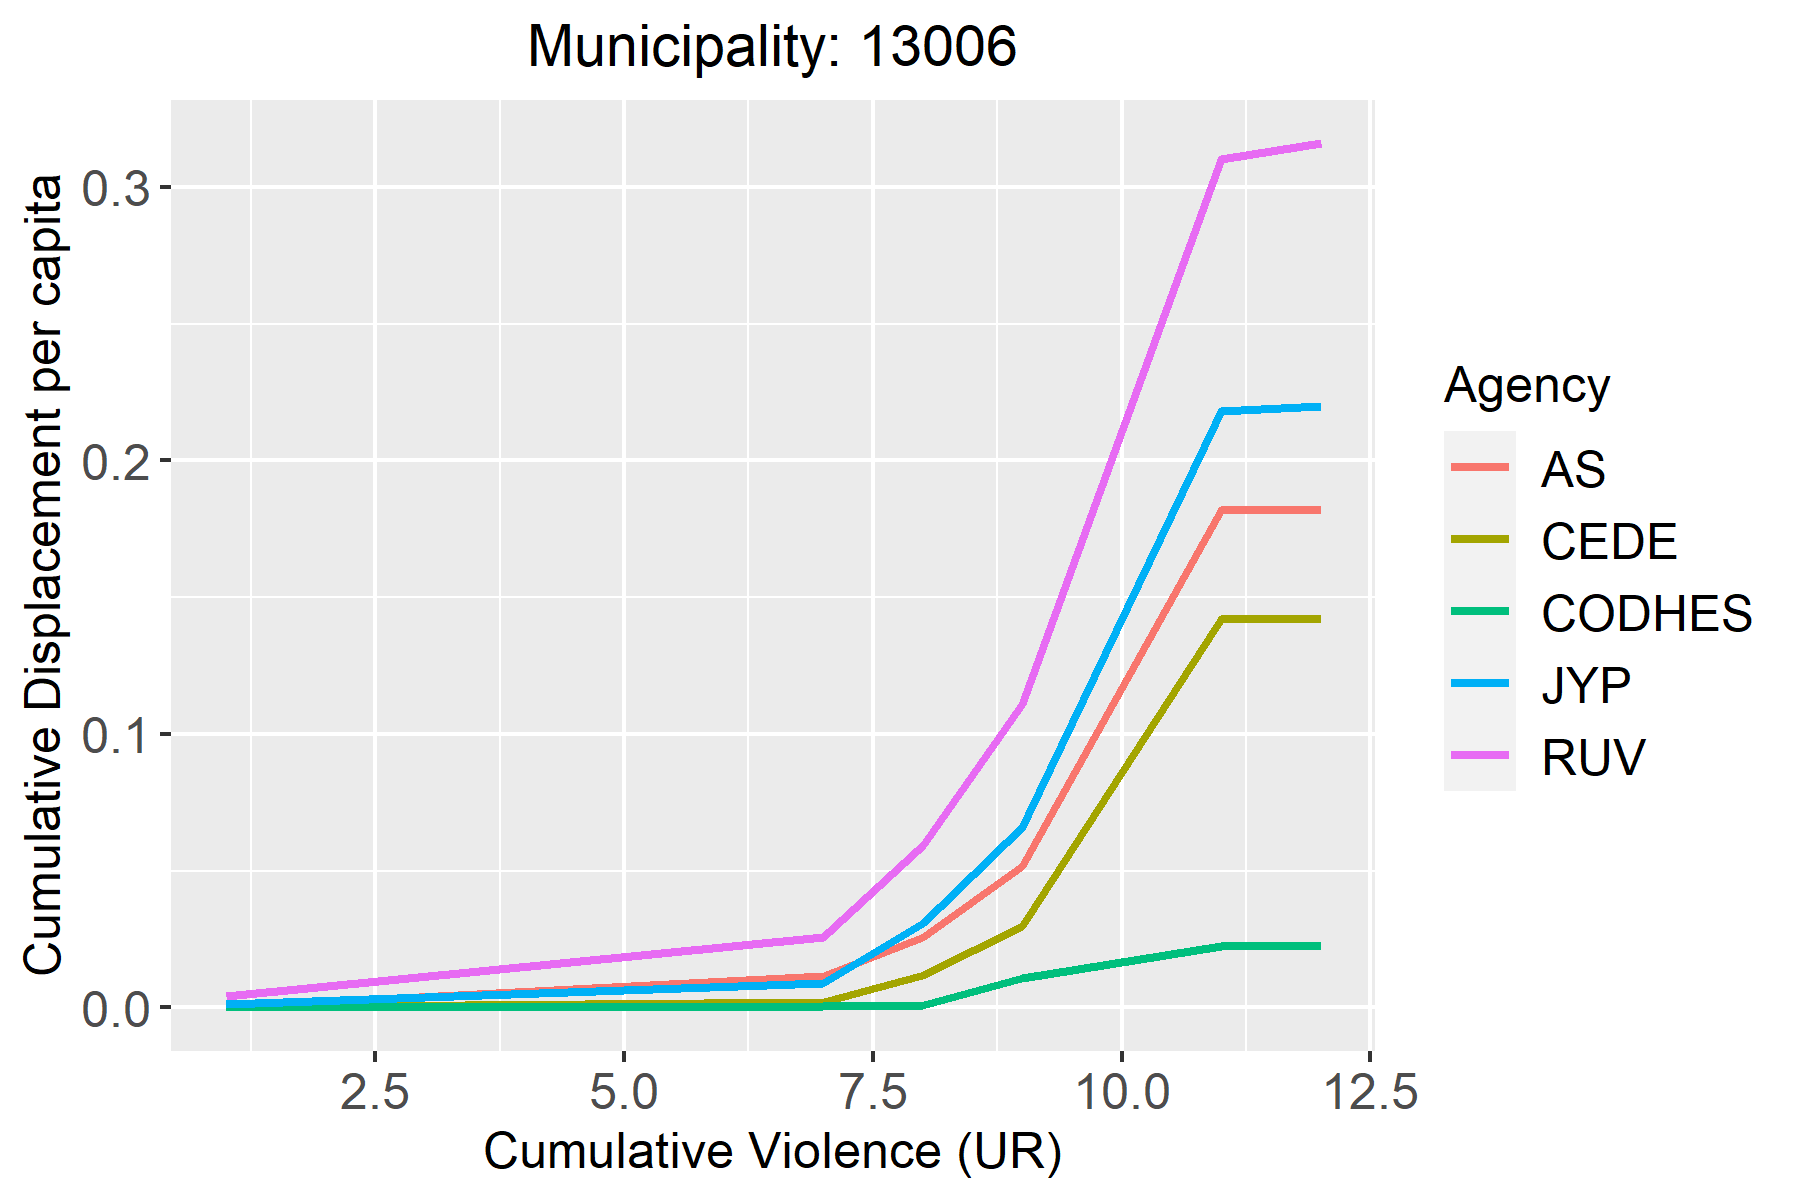 Municipality: 13006
Cumulative Displacement per capita
0.3
0.2
0.1
0.0
2.5 5.0 7.5 10.0 12.5
Cumulative Violence (UR)
Agency
AS
CEDE
CODHES
JYP
RUV